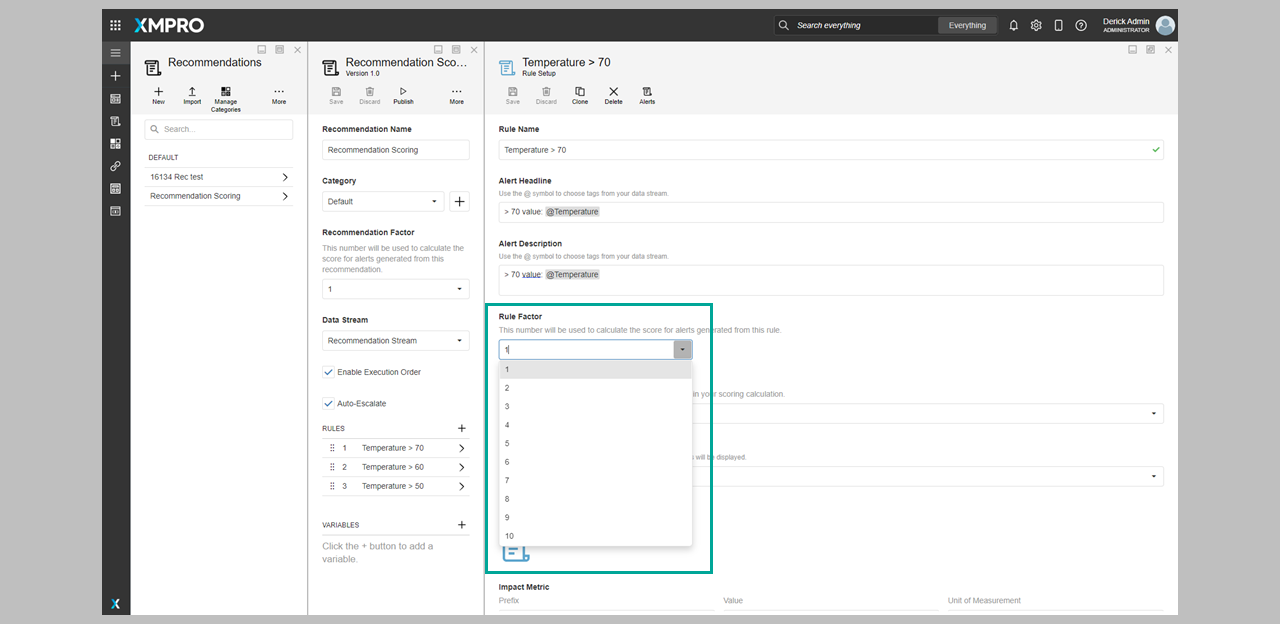 XMPRO
Search everything
Everything
Derick Admin
ADMINISTRATOR
Recommendations
New
Import
Manage
Categories
More
Search...
DEFAULT
16134 Rec test
Recommendation Scoring
Recommendation Sco...
Version 1.0
Save
Discard
Publish
More
Recommendation Name
Recommendation Scoring
Category
Default
Recommendation Factor
This number will be used to calculate the
score for alerts generated from this
recommendation.
1
Data Stream
Recommendation Stream
Enable Execution Order
Auto-Escalate
RULES
1 Temperature > 70
2 Temperature > 60
3 Temperature > 50
VARIABLES
Click the + button to add a
variable.
Temperature > 70
Rule Setup
Save
Discard
Clone
Delete
Alerts
Rule Name
Temperature > 70
Alert Headline
Use the @ symbol to choose tags from your data stream.
> 70 value: @Temperature
Alert Description
Use the @ symbol to choose tags from your data stream.
> 70 value: @Temperature
Rule Factor
This number will be used to calculate the score for alerts generated from this rule.
1
1
2
3
4
5
6
7
8
9
10
in your scoring calculation.
will be displayed.
Impact Metric
Prefix
Value
Unit of Measurement
X